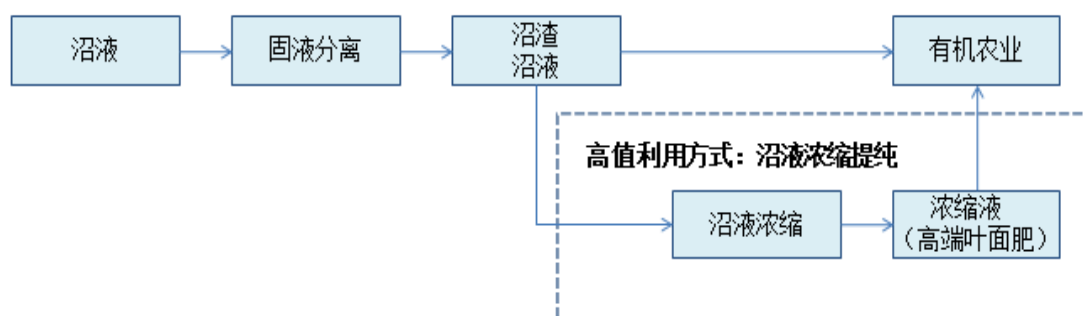 沼液
固液分离
沼渣
沼液
有机农业
高值利用方式：沼液浓缩提纯
沼液浓缩
浓缩液
（高端叶面肥）